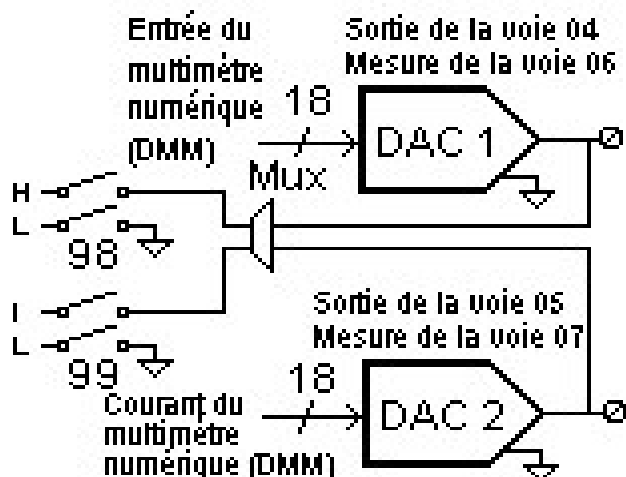 Entrée du
multimètre
numérique
(DMM)
18
Sortie de la voie 04
Mesure de la voie 06
DAC 1
Mux
H
L
98
I
L
99
Sortie de la voie 05
Mesure de la voie 07
18
DAC 2
Courant du
multimètre
numérique (DMM)